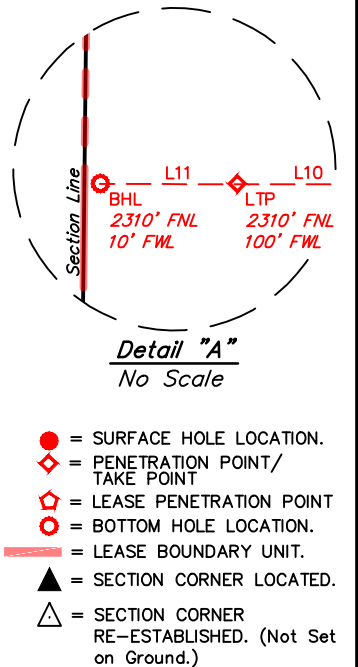 Section Line
L11
L10
BHL
2310' FNL
10' FWL
LTP
2310' FNL
100' FWL
Detail "A"
No Scale
= SURFACE HOLE LOCATION.
= PENETRATION POINT/
TAKE POINT
= LEASE PENETRATION POINT
= BOTTOM HOLE LOCATION.
= LEASE BOUNDARY UNIT.
= SECTION CORNER LOCATED.
= SECTION CORNER
RE-ESTABLISHED. (Not Set
on Ground.)